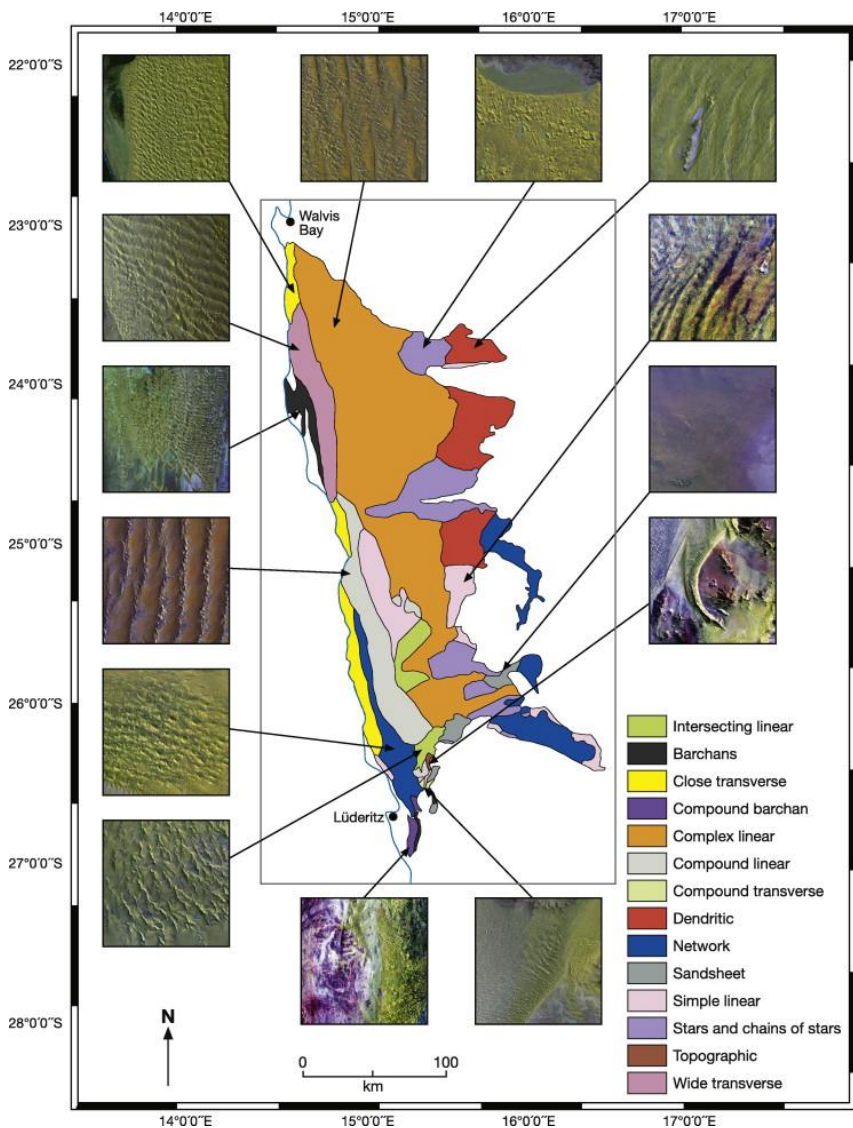 14°0'0"E 15°0'0"E 16°0'0"E 17°0'0"E
22°0'0"S
23°0'0"S
24°0'0"S
25°0'0"S
26°0'0"S
27°0'0"S
28°0'0"S
Walvis
Bay
Lüderitz
Intersecting linear
Barchans
Close transverse
Compound barchan
Complex linear
Compound linear
Compound transverse
Dendritic
Network
Sandsheet
Simple linear
Stars and chains of stars
Topographic
Wide transverse
N
0 100
km
14°0'0"E 15°0'0"E 16°0'0"E 17°0'0"E